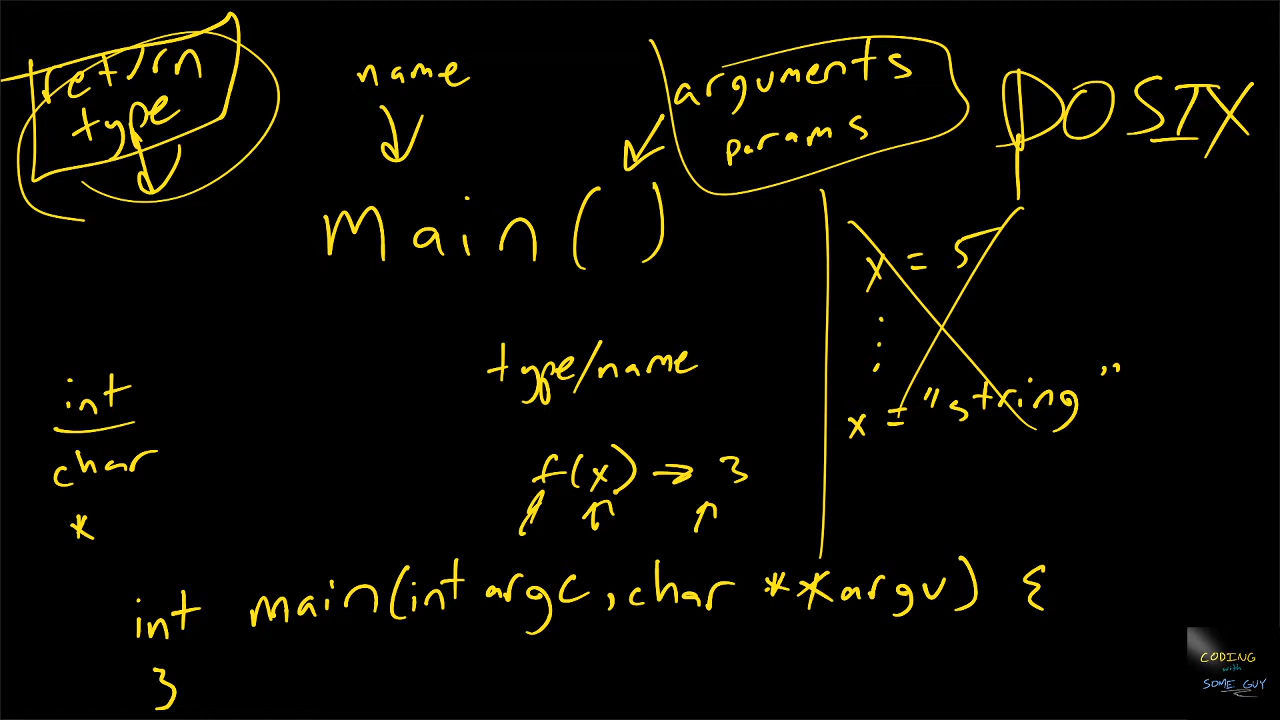 return
type
name
arguments
params
POSIX
main()
x = 5
⋮
x = "string"
type/name
int
char
*
f(x) → 3
int main(int argc, char **argv) {
}
CODING
with
SOME GUY